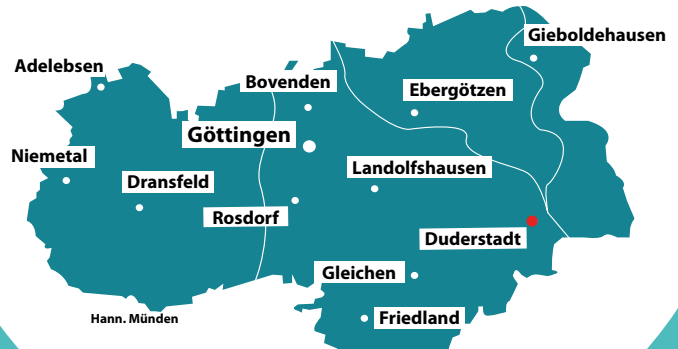 Gieboldehausen
Adelebsen
Bovenden
Ebergötzen
Göttingen
Niemetal
Landolfshausen
Dransfeld
Rosdorf
Duderstadt
Gleichen
Hann. Münden
Friedland